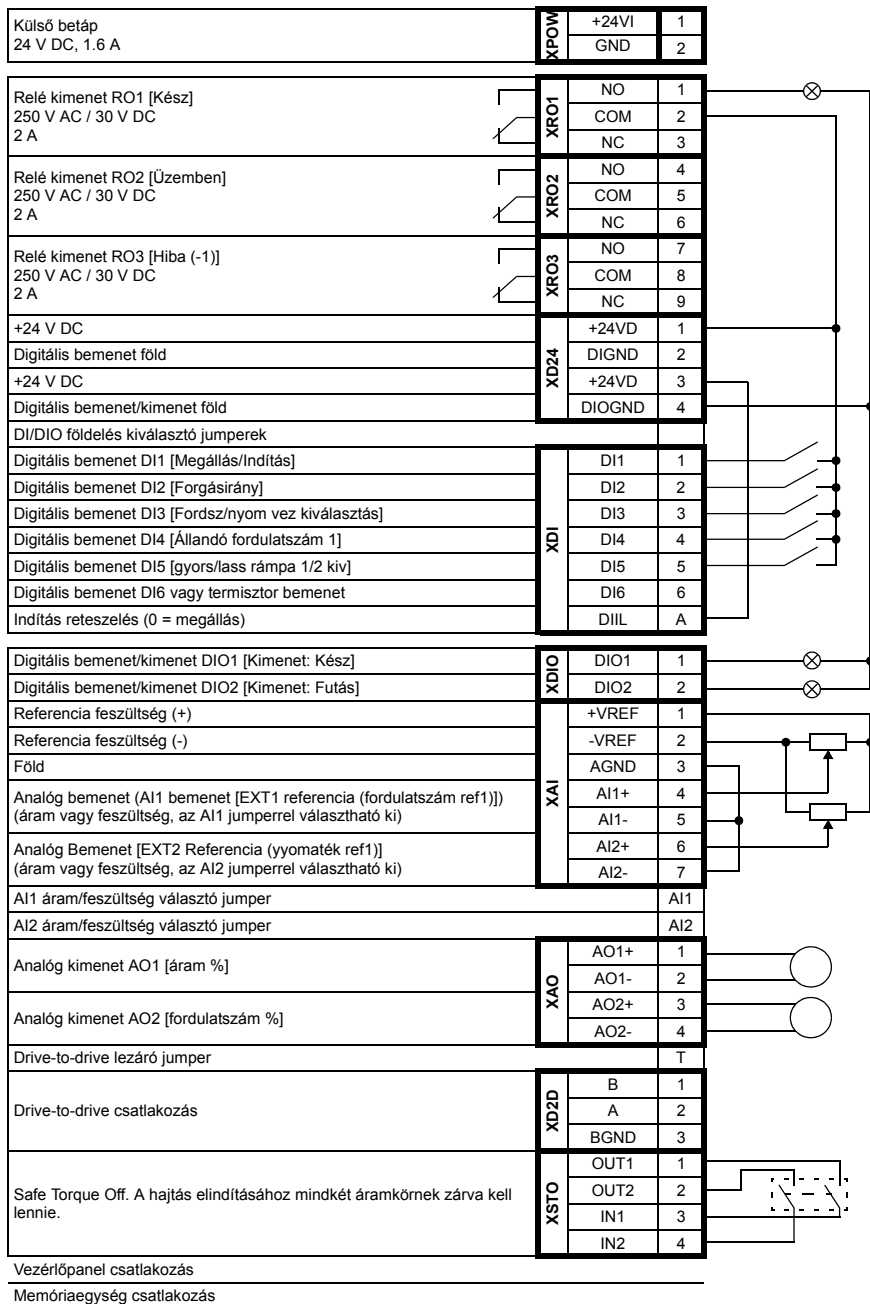 Külső betáp
24 V DC, 1.6 A
XPOW
+24VI 1
GND 2
Relé kimenet RO1 [Kész]
250 V AC / 30 V DC
2 A
XRO1
NO 1
COM 2
NC 3
Relé kimenet RO2 [Üzemben]
250 V AC / 30 V DC
2 A
XRO2
NO 4
COM 5
NC 6
Relé kimenet RO3 [Hiba (-1)]
250 V AC / 30 V DC
2 A
XRO3
NO 7
COM 8
NC 9
XD24
+24 V DC +24VD 1
Digitális bemenet föld DIGND 2
+24 V DC +24VD 3
Digitális bemenet/kimenet föld DIOGND 4
DI/DIO földelés kiválasztó jumperek
XDI
Digitális bemenet DI1 [Megállás/Indítás] DI1 1
Digitális bemenet DI2 [Forgásirány] DI2 2
Digitális bemenet DI3 [Fordsz/nyom vez kiválasztás] DI3 3
Digitális bemenet DI4 [Állandó fordulatszám 1] DI4 4
Digitális bemenet DI5 [gyors/lass rámpa 1/2 kiv] DI5 5
Digitális bemenet DI6 vagy termisztor bemenet DI6 6
Indítás reteszelés (0 = megállás) DIIL A
XDIO
Digitális bemenet/kimenet DIO1 [Kimenet: Kész] DIO1 1
Digitális bemenet/kimenet DIO2 [Kimenet: Futás] DIO2 2
XAI
Referencia feszültség (+) +VREF 1
Referencia feszültség (-) -VREF 2
Föld AGND 3
Analóg bemenet (AI1 bemenet [EXT1 referencia (fordulatszám ref1)])
(áram vagy feszültség, az AI1 jumperrel választható ki)
AI1+ 4
AI1- 5
Analóg Bemenet [EXT2 Referencia (yyomaték ref1)]
(áram vagy feszültség, az AI2 jumperrel választható ki)
AI2+ 6
AI2- 7
AI1 áram/feszültség választó jumper AI1
AI2 áram/feszültség választó jumper AI2
Analóg kimenet AO1 [áram %]
XAO
AO1+ 1
AO1- 2
Analóg kimenet AO2 [fordulatszám %]
AO2+ 3
AO2- 4
Drive-to-drive lezáró jumper T
Drive-to-drive csatlakozás
XD2D
B 1
A 2
BGND 3
Safe Torque Off. A hajtás elindításához mindkét áramkörnek zárva kell
lennie.
XSTO
OUT1 1
OUT2 2
IN1 3
IN2 4
Vezérlőpanel csatlakozás
Memóriaegység csatlakozás